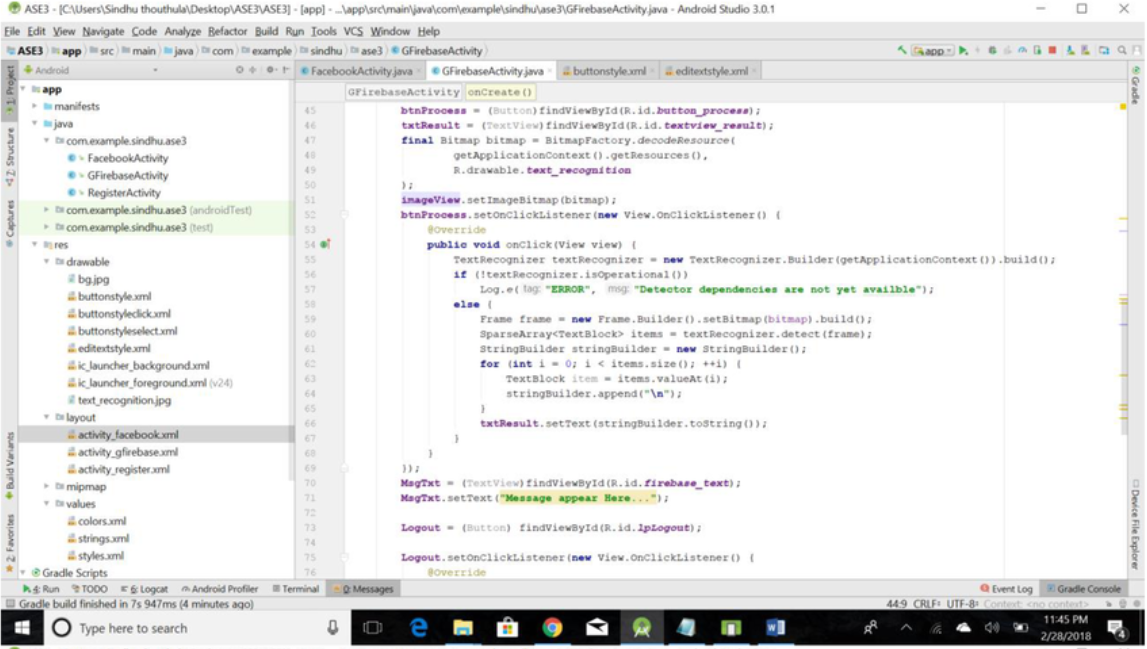 ASE3 - [C:\Users\Sindhu thouthula\Desktop\ASE3\ASE3] - [app] - ...\app\src\main\java\com\example\sindhu\ase3\GFirebaseActivity.java - Android Studio 3.0.1
File Edit View Navigate Code Analyze Refactor Build Run Tools VCS Window Help
ASE3 app src main java com example sindhu ase3 GFirebaseActivity
app
Android
FacebookActivity.java GFirebaseActivity.java buttonstyle.xml editextstyle.xml
GFirebaseActivity onCreate()
1: Project
7: Structure
Captures
Build Variants
2: Favorites
app
manifests
java
com.example.sindhu.ase3
FacebookActivity
GFirebaseActivity
RegisterActivity
com.example.sindhu.ase3 (androidTest)
com.example.sindhu.ase3 (test)
res
drawable
bg.jpg
buttonstyle.xml
buttonstyleclick.xml
buttonstyleselect.xml
editextstyle.xml
ic_launcher_background.xml
ic_launcher_foreground.xml (v24)
text_recognition.jpg
layout
activity_facebook.xml
activity_gfirebase.xml
activity_register.xml
mipmap
values
colors.xml
strings.xml
styles.xml
Gradle Scripts
45 btnProcess = (Button)findViewById(R.id.button_process);
46 txtResult = (TextView)findViewById(R.id.textview_result);
47 final Bitmap bitmap = BitmapFactory.decodeResource(
48 getApplicationContext().getResources(),
49 R.drawable.text_recognition
50 );
51 imageView.setImageBitmap(bitmap);
52 btnProcess.setOnClickListener(new View.OnClickListener() {
53 @Override
54 public void onClick(View view) {
55 TextRecognizer textRecognizer = new TextRecognizer.Builder(getApplicationContext()).build();
56 if (!textRecognizer.isOperational())
57 Log.e( tag: "ERROR", msg: "Detector dependencies are not yet availble");
58 else {
59 Frame frame = new Frame.Builder().setBitmap(bitmap).build();
60 SparseArray<TextBlock> items = textRecognizer.detect(frame);
61 StringBuilder stringBuilder = new StringBuilder();
62 for (int i = 0; i < items.size(); ++i) {
63 TextBlock item = items.valueAt(i);
64 stringBuilder.append("\n");
65 }
66 txtResult.setText(stringBuilder.toString());
67 }
68 }
69 });
70 MsgTxt = (TextView)findViewById(R.id.firebase_text);
71 MsgTxt.setText("Message appear Here...");
72
73 Logout = (Button) findViewById(R.id.lpLogout);
74
75 Logout.setOnClickListener(new View.OnClickListener() {
76 @Override
Gradle
Device File Explorer
4: Run TODO 6: Logcat Android Profiler Terminal 0: Messages Event Log Gradle Console
Gradle build finished in 7s 947ms (4 minutes ago) 44:9 CRLF÷ UTF-8÷ Context: <no context>
Type here to search
11:45 PM
2/28/2018
4